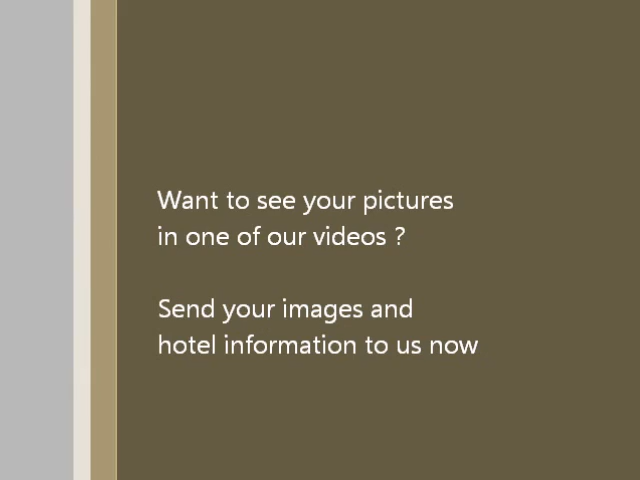 Want to see your pictures
in one of our videos ?
Send your images and
hotel information to us now